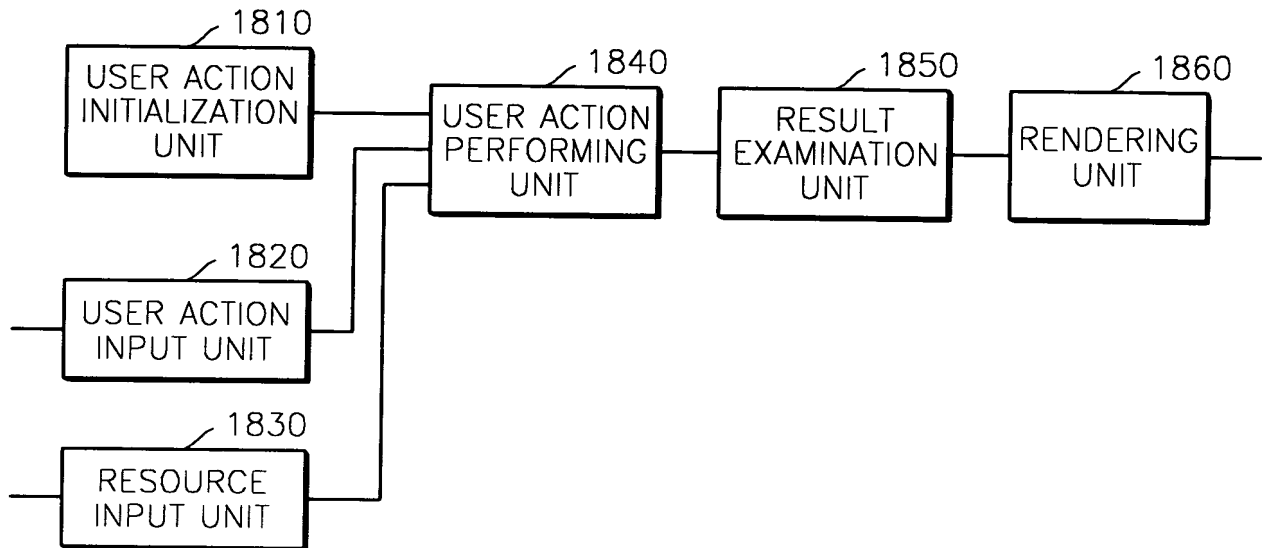 1810
USER ACTION
INITIALIZATION
UNIT
1840
USER ACTION
PERFORMING
UNIT
1850
RESULT
EXAMINATION
UNIT
1860
RENDERING
UNIT
1820
USER ACTION
INPUT UNIT
1830
RESOURCE
INPUT UNIT